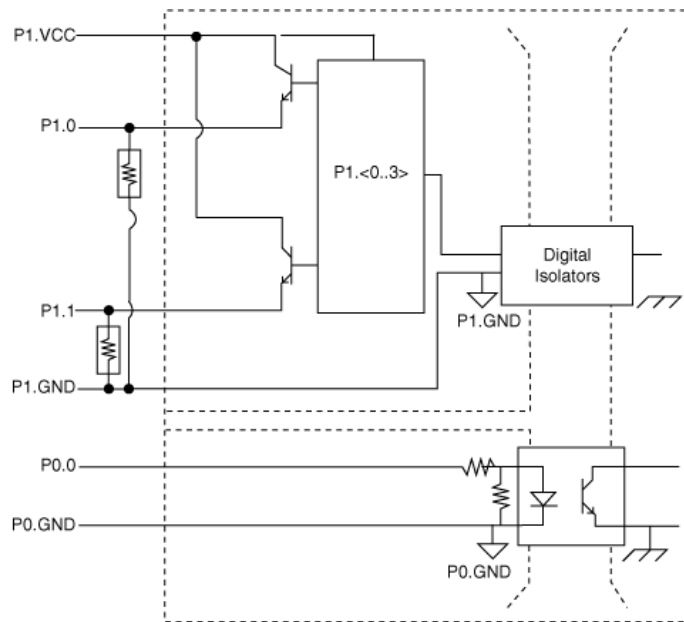 P1.VCC
P1.0
P1.<0..3>
Digital
Isolators
P1.1
P1.GND
P1.GND
P0.0
P0.GND
P0.GND